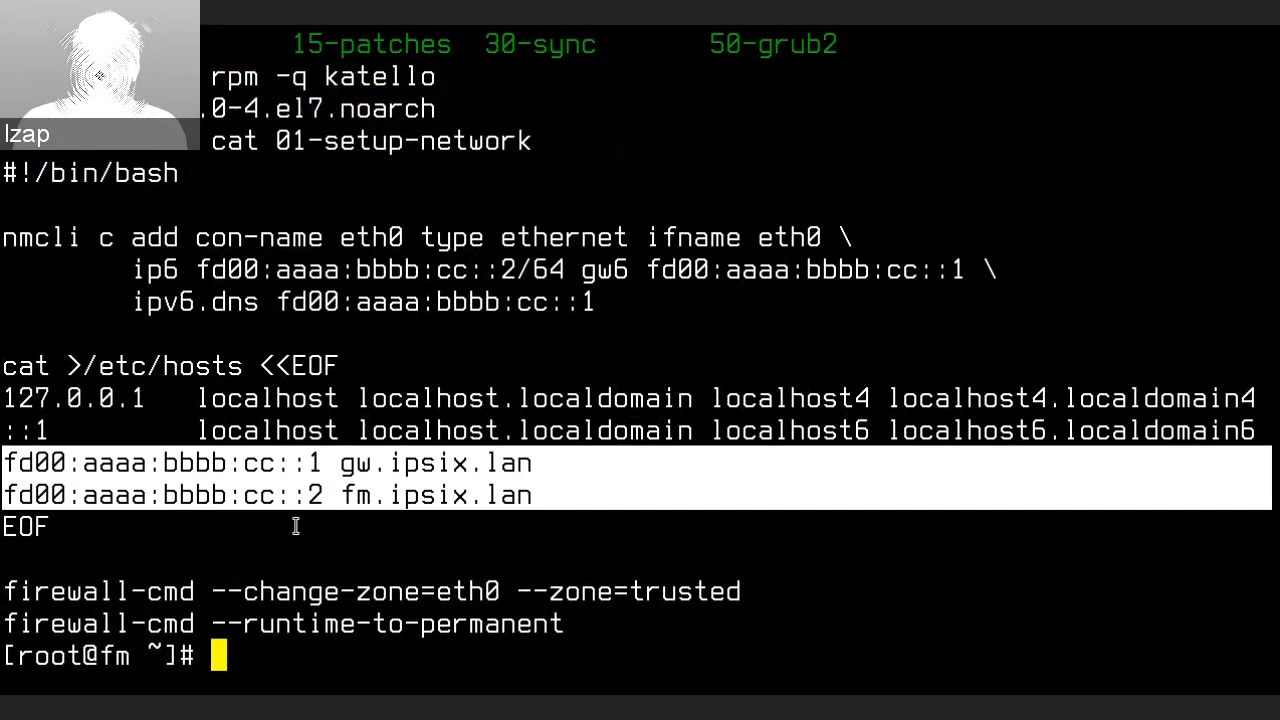 15-patches  30-sync       50-grub2
rpm -q katello
.0-4.el7.noarch
lzap
cat 01-setup-network
#!/bin/bash
nmcli c add con-name eth0 type ethernet ifname eth0 \
ip6 fd00:aaaa:bbbb:cc::2/64 gw6 fd00:aaaa:bbbb:cc::1 \
ipv6.dns fd00:aaaa:bbbb:cc::1
cat >/etc/hosts <<EOF
127.0.0.1   localhost localhost.localdomain localhost4 localhost4.localdomain4
::1         localhost localhost.localdomain localhost6 localhost6.localdomain6
fd00:aaaa:bbbb:cc::1 gw.ipsix.lan
fd00:aaaa:bbbb:cc::2 fm.ipsix.lan
EOF
firewall-cmd --change-zone=eth0 --zone=trusted
firewall-cmd --runtime-to-permanent
[root@fm ~]#